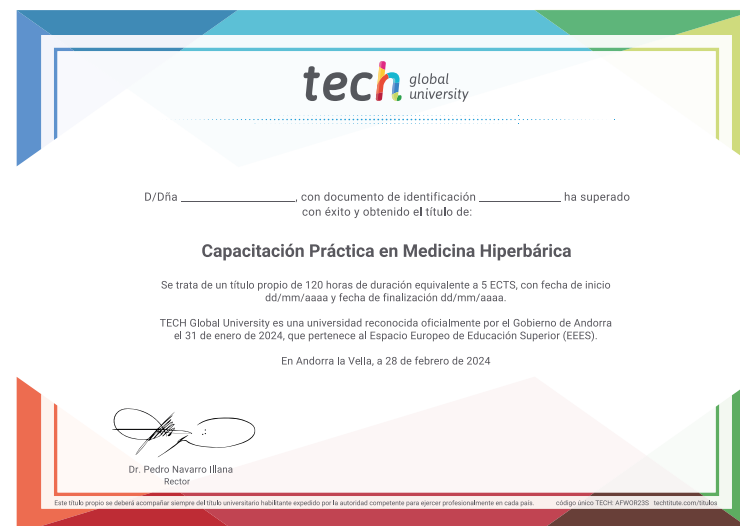 tech global
university
D/Dña ______________, con documento de identificación ____________ ha superado
con éxito y obtenido el título de:
Capacitación Práctica en Medicina Hiperbárica
Se trata de un título propio de 120 horas de duración equivalente a 5 ECTS, con fecha de inicio
dd/mm/aaaa y fecha de finalización dd/mm/aaaa.
TECH Global University es una universidad reconocida oficialmente por el Gobierno de Andorra
el 31 de enero de 2024, que pertenece al Espacio Europeo de Educación Superior (EEES).
En Andorra la Vella, a 28 de febrero de 2024
Dr. Pedro Navarro Illana
Rector
Este título propio se deberá acompañar siempre del título universitario habilitante expedido por la autoridad competente para ejercer profesionalmente en cada país. código único TECH: AFWOR23S techtitute.com/titulos